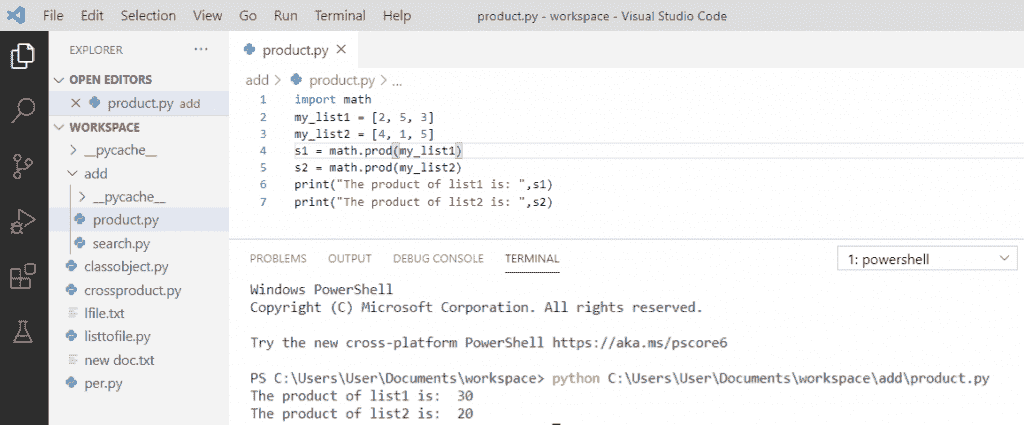 File Edit Selection View Go Run Terminal Help product.py - workspace - Visual Studio Code
EXPLORER ...
OPEN EDITORS
product.py add
WORKSPACE
__pycache__
add
__pycache__
product.py
search.py
classobject.py
crossproduct.py
lfile.txt
listtofile.py
new doc.txt
per.py
product.py
add > product.py > ...
1 import math
2 my_list1 = [2, 5, 3]
3 my_list2 = [4, 1, 5]
4 s1 = math.prod(my_list1)
5 s2 = math.prod(my_list2)
6 print("The product of list1 is: ",s1)
7 print("The product of list2 is: ",s2)
PROBLEMS OUTPUT DEBUG CONSOLE TERMINAL 1: powershell
Windows PowerShell
Copyright (C) Microsoft Corporation. All rights reserved.
Try the new cross-platform PowerShell https://aka.ms/pscore6
PS C:\Users\User\Documents\workspace> python C:\Users\User\Documents\workspace\add\product.py
The product of list1 is:  30
The product of list2 is:  20